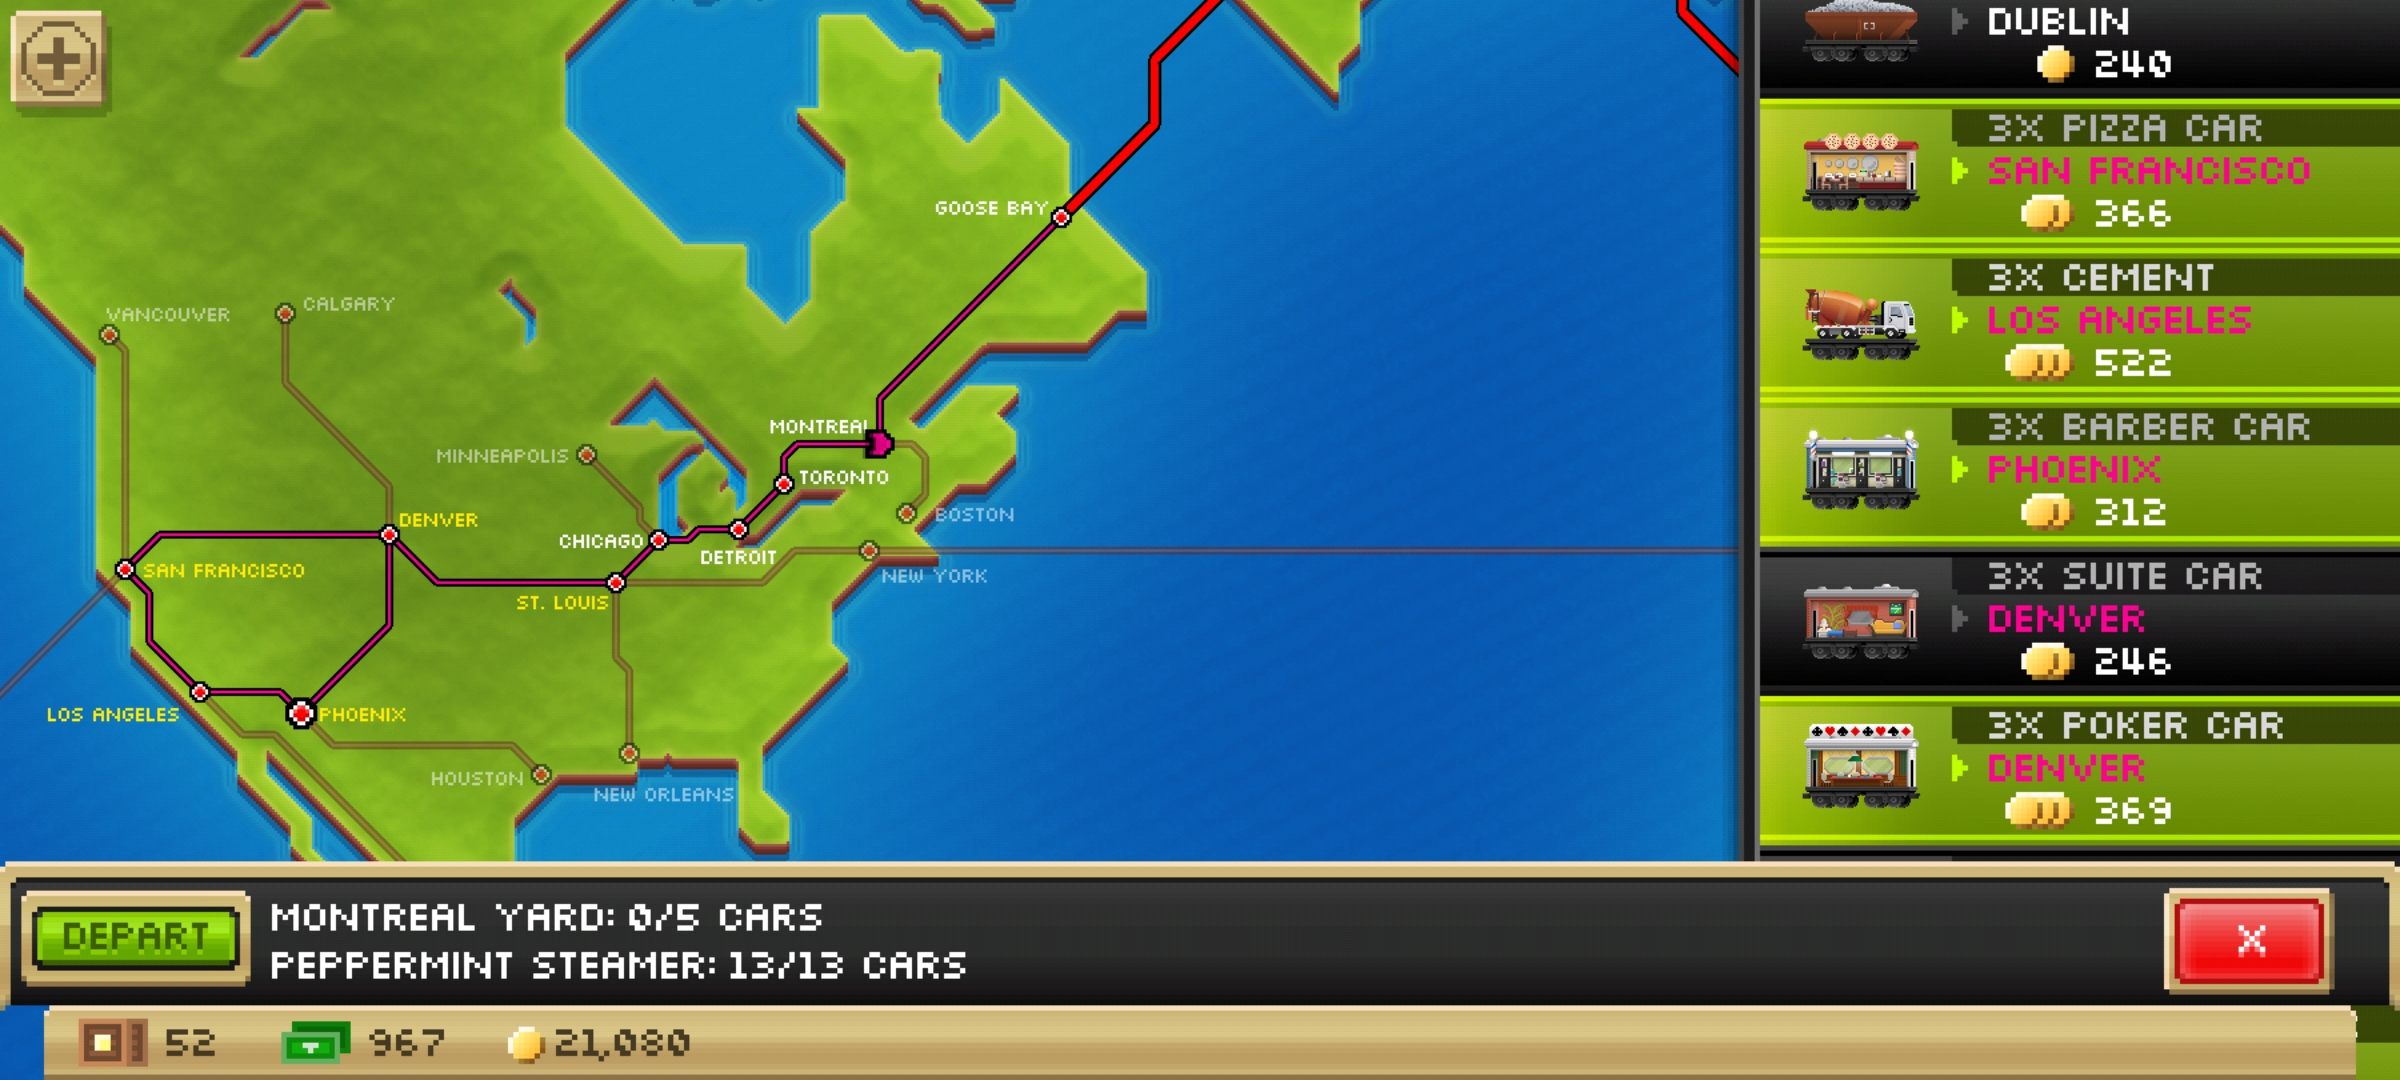 DUBLIN
240
3X PIZZA CAR
SAN FRANCISCO
366
3X CEMENT
LOS ANGELES
522
3X BARBER CAR
PHOENIX
312
3X SUITE CAR
DENVER
246
3X POKER CAR
DENVER
369
GOOSE BAY
VANCOUVER
CALGARY
MONTREAL
MINNEAPOLIS
TORONTO
BOSTON
DENVER
CHICAGO
DETROIT
SAN FRANCISCO
NEW YORK
ST. LOUIS
LOS ANGELES
PHOENIX
HOUSTON
NEW ORLEANS
DEPART
MONTREAL YARD: 0/5 CARS
PEPPERMINT STEAMER: 13/13 CARS
X
52
967
21,080